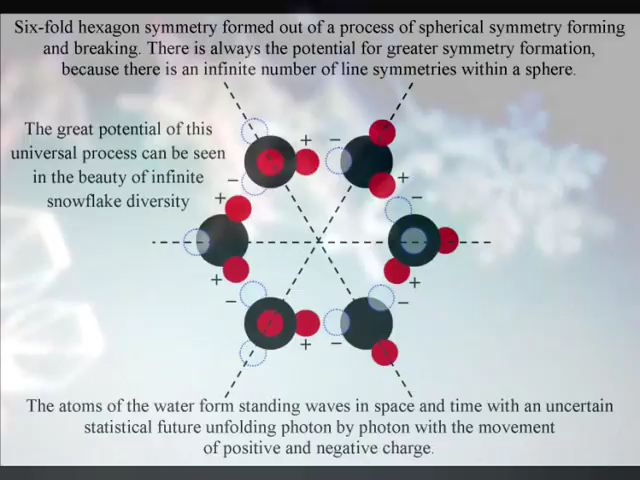 Six-fold hexagon symmetry formed out of a process of spherical symmetry forming
and breaking. There is always the potential for greater symmetry formation,
because there is an infinite number of line symmetries within a sphere.
The great potential of this
universal process can be seen
in the beauty of infinite
snowflake diversity
+ −
− +
+ −
+ +
− −
+ −
The atoms of the water form standing waves in space and time with an uncertain
statistical future unfolding photon by photon with the movement
of positive and negative charge.